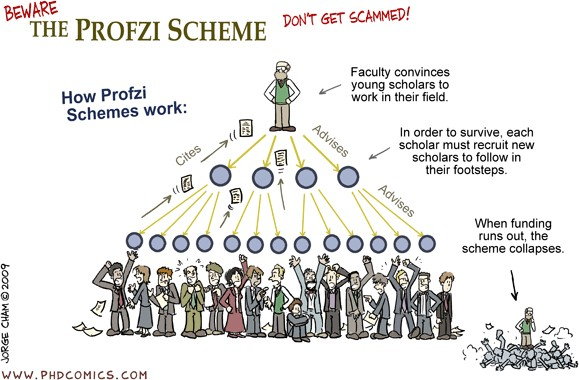 BEWARE
THE PROFZI SCHEME
DON'T GET SCAMMED!
How Profzi
Schemes work:
Faculty convinces
young scholars to
work in their field.
Cites
Advises
In order to survive, each
scholar must recruit new
scholars to follow in
their footsteps.
Advises
When funding
runs out, the
scheme collapses.
JORGE CHAM © 2009
WWW.PHDCOMICS.COM